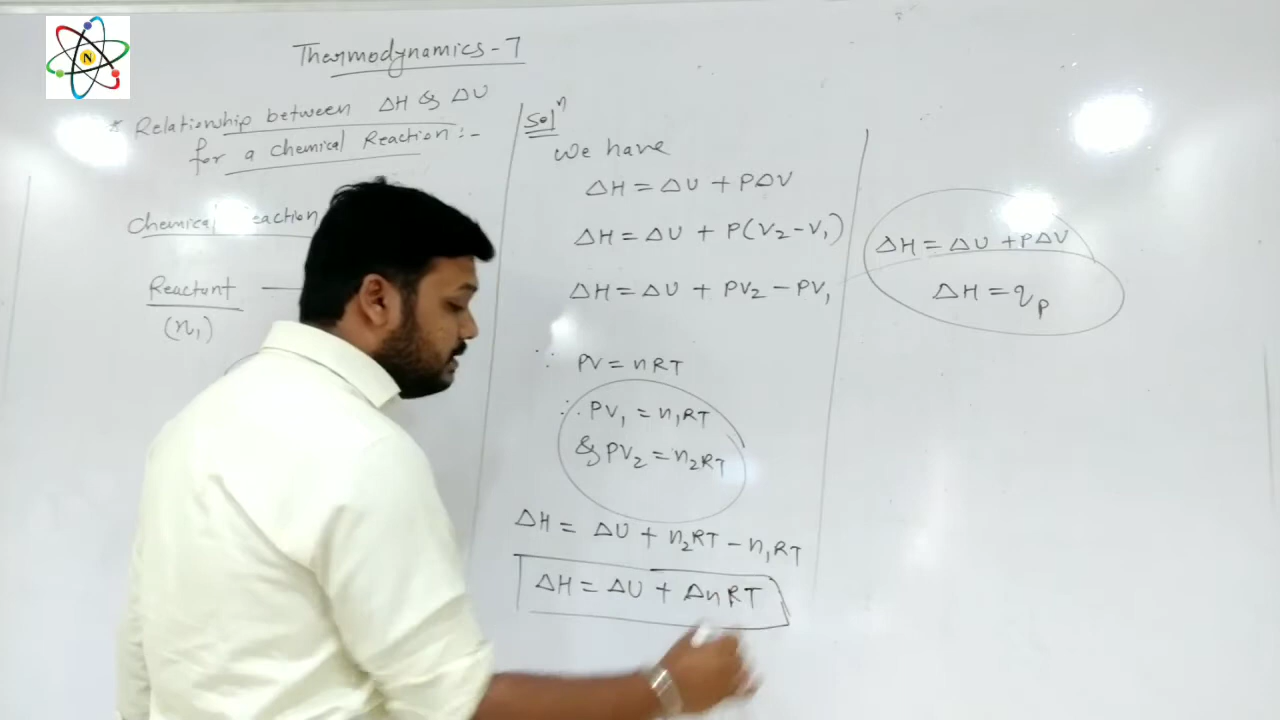 N
Thermodynamics-7
* Relationship between ΔH & ΔU
for a chemical Reaction :-
Chemical Reaction
Reactant
(n₁)
Solⁿ
We have
ΔH = ΔU + PΔV
ΔH = ΔU + P(V₂-V₁)
ΔH = ΔU + PV₂ - PV₁
∵ PV = nRT
∴ PV₁ = n₁RT
& PV₂ = n₂RT
ΔH = ΔU + n₂RT - n₁RT
ΔH = ΔU + ΔnRT
ΔH = ΔU + PΔV
ΔH = qₚ